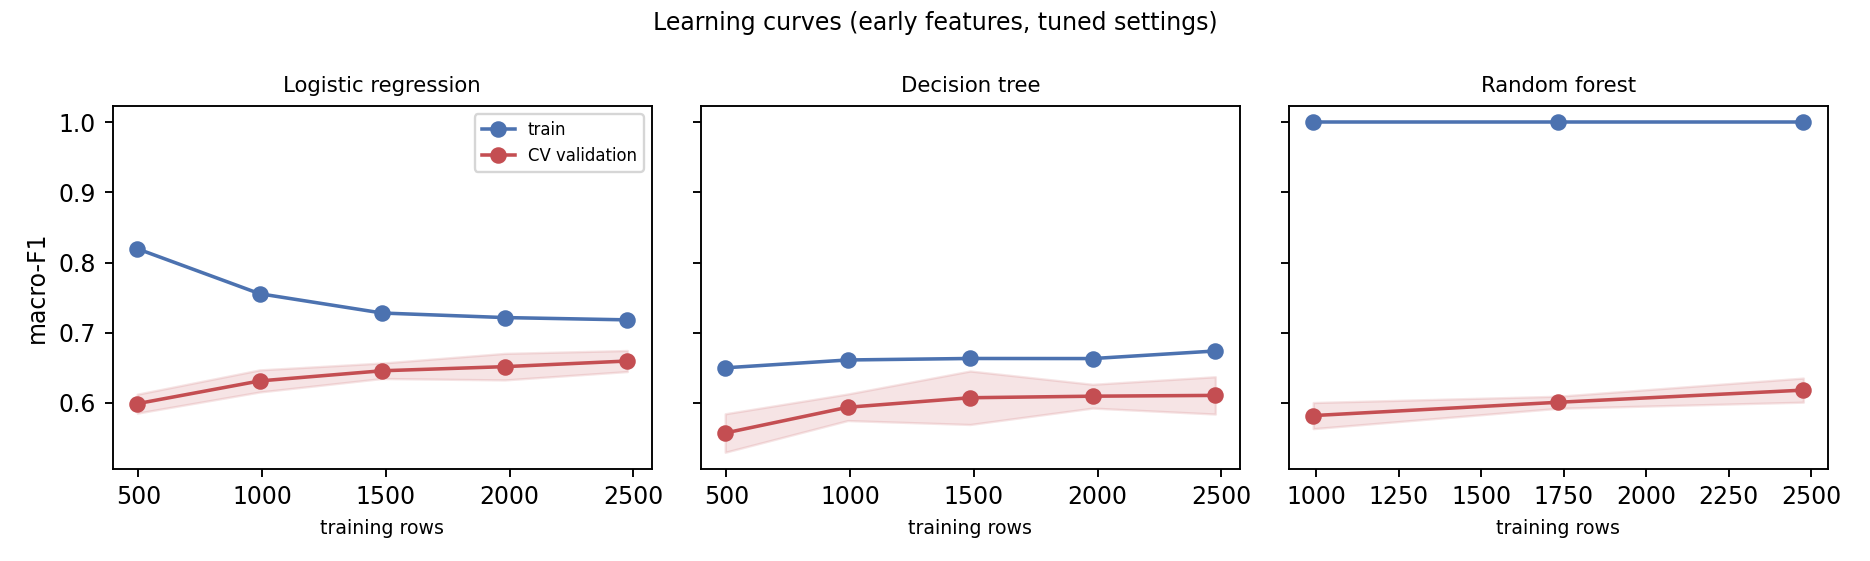 Learning curves (early features, tuned settings)
Logistic regression
Decision tree
Random forest
train
CV validation
macro-F1
1.0
0.9
0.8
0.7
0.6
500 1000 1500 2000 2500
500 1000 1500 2000 2500
1000 1250 1500 1750 2000 2250 2500
training rows
training rows
training rows